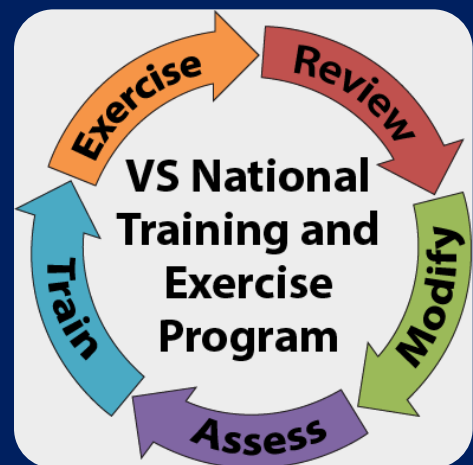 Exercise
Review
VS National
Training and
Exercise
Program
Modify
Train
Assess